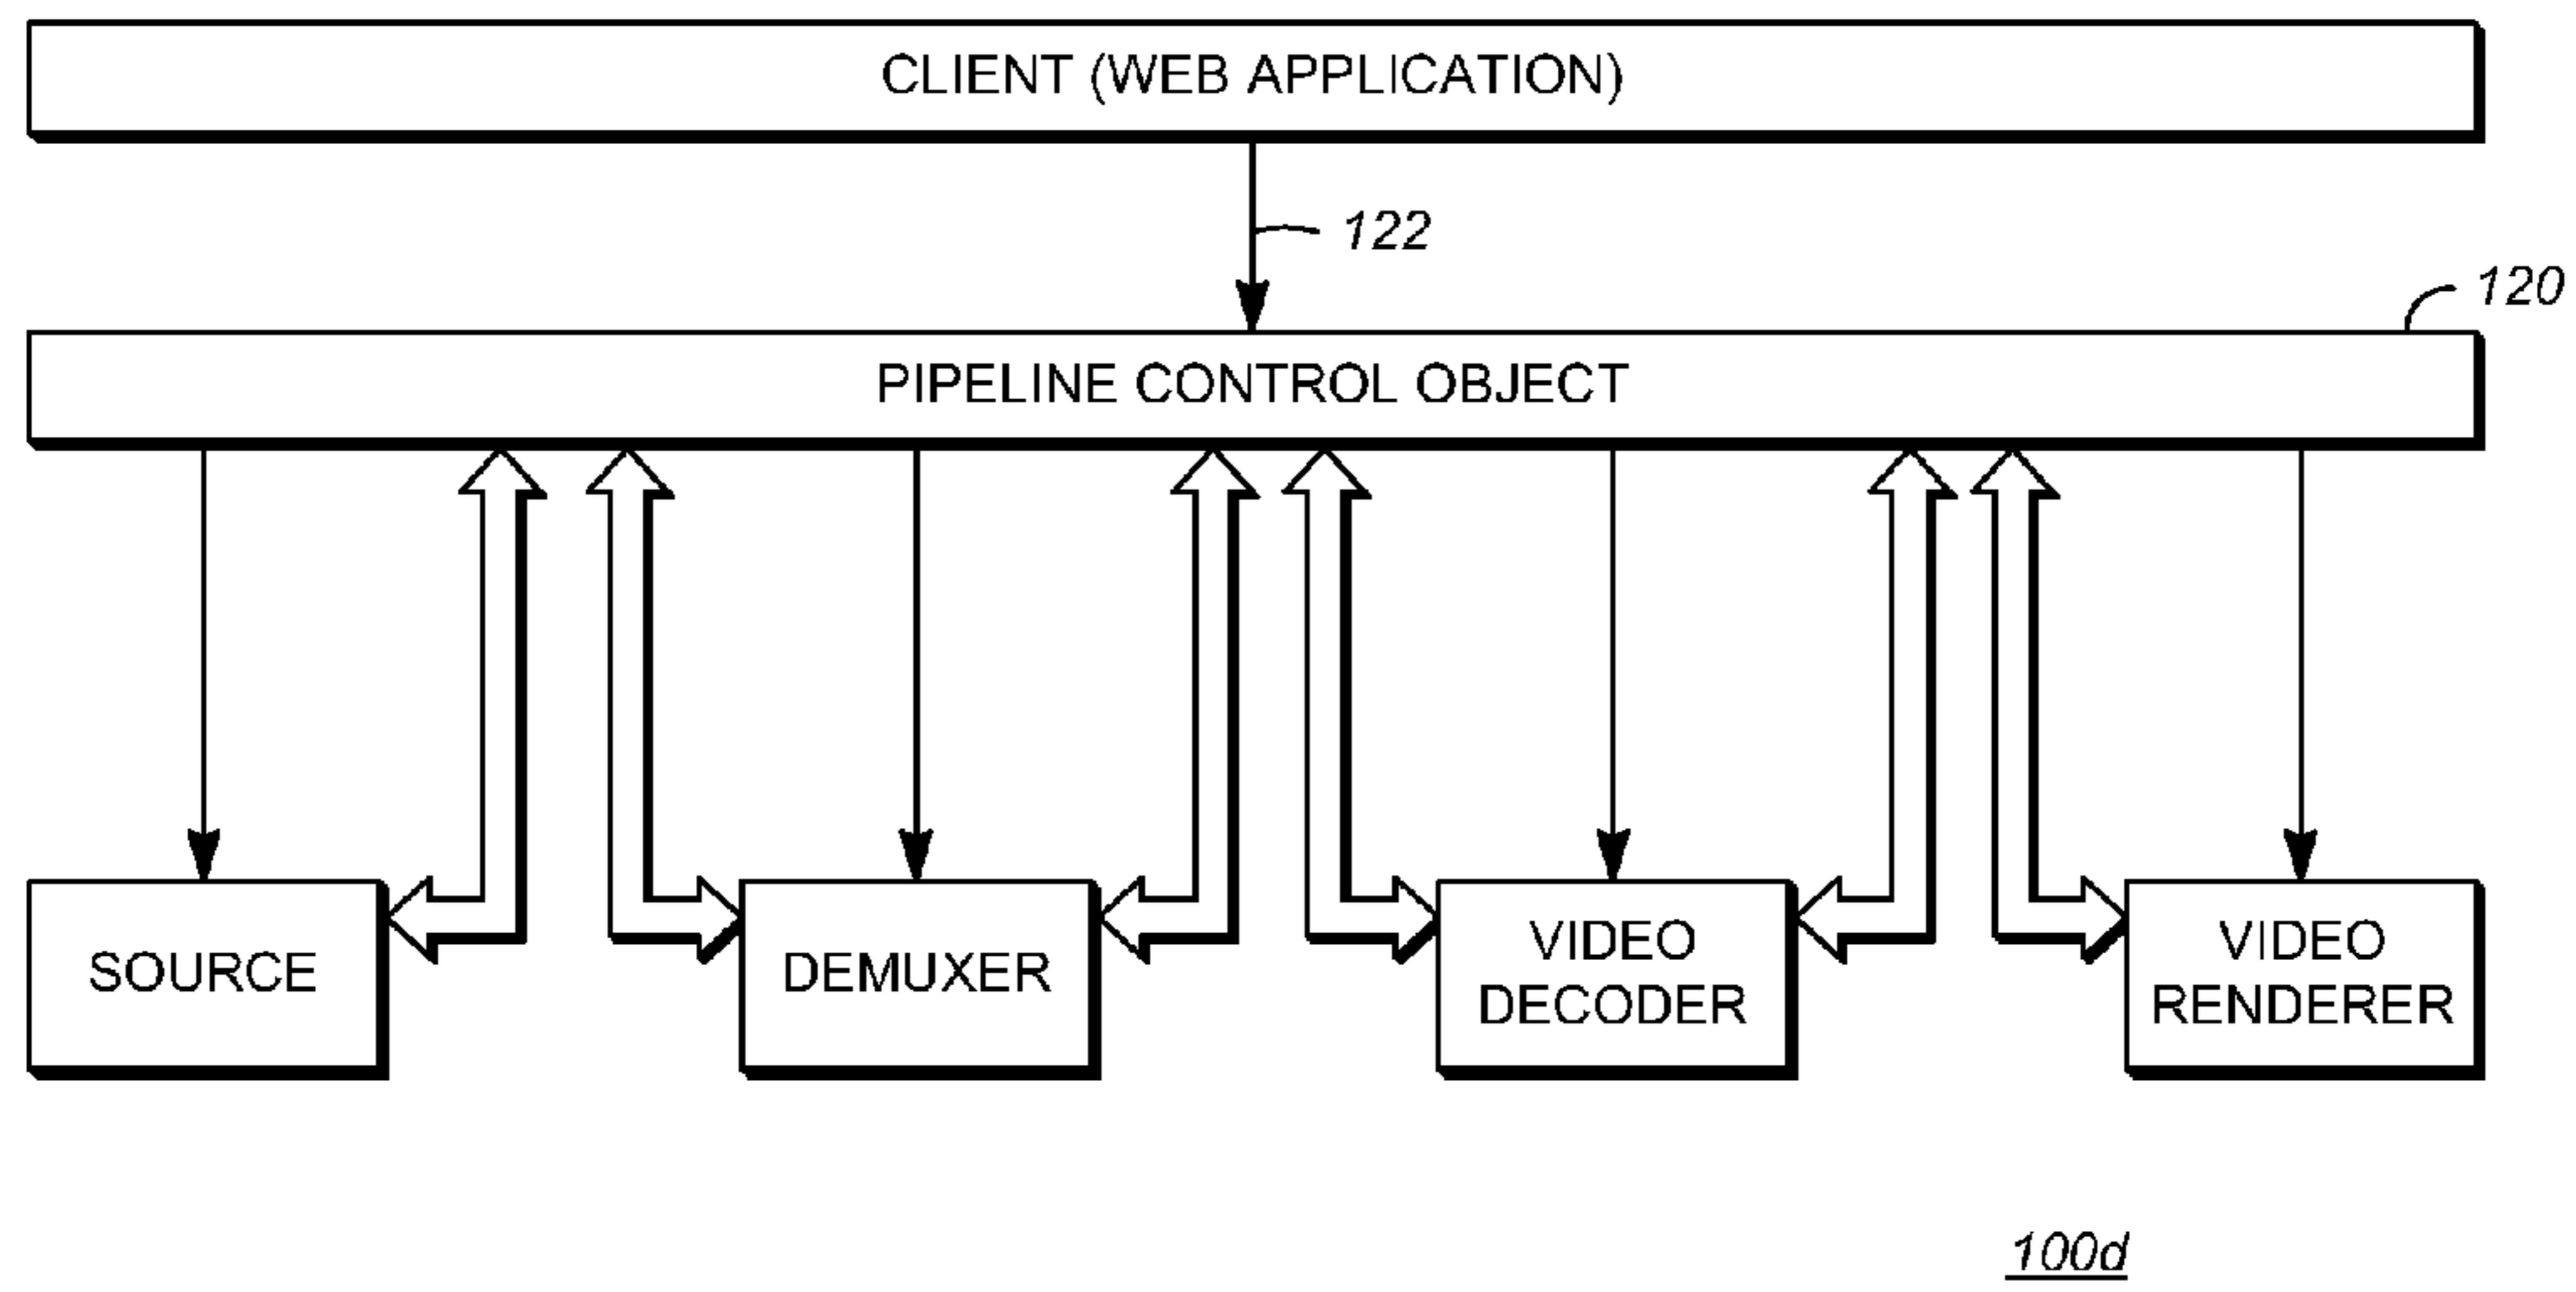 CLIENT (WEB APPLICATION)
122
120
PIPELINE CONTROL OBJECT
SOURCE
DEMUXER
VIDEO
DECODER
VIDEO
RENDERER
100d